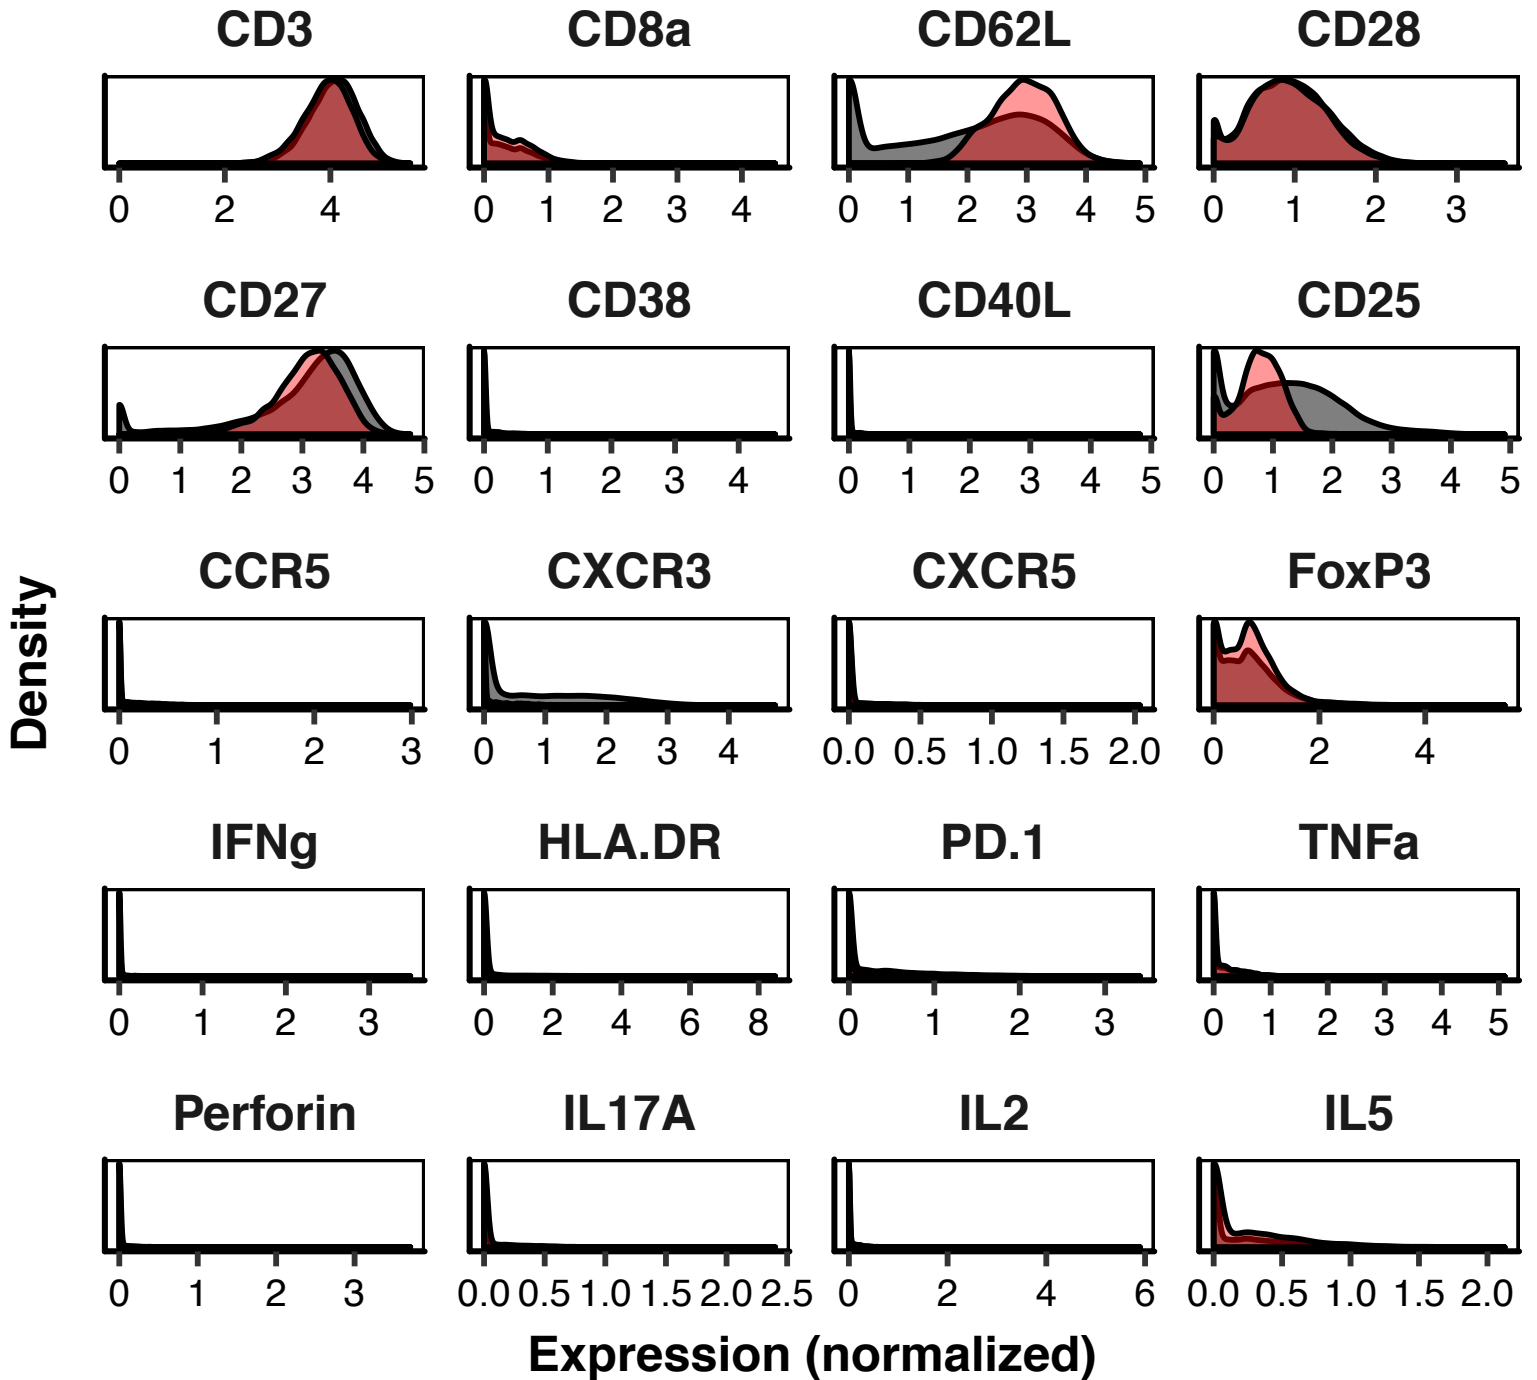 CD3 CD8a CD62L CD28
0 2 4 0 1 2 3 4 0 1 2 3 4 5 0 1 2 3
CD27 CD38 CD40L CD25
0 1 2 3 4 5 0 1 2 3 4 0 1 2 3 4 5 0 1 2 3 4 5
Density
CCR5 CXCR3 CXCR5 FoxP3
0 1 2 3 0 1 2 3 4 0.0 0.5 1.0 1.5 2.0 0 2 4
IFNg HLA.DR PD.1 TNFa
0 1 2 3 0 2 4 6 8 0 1 2 3 0 1 2 3 4 5
Perforin IL17A IL2 IL5
0 1 2 3 0.0 0.5 1.0 1.5 2.0 2.5 0 2 4 6 0.0 0.5 1.0 1.5 2.0
Expression (normalized)